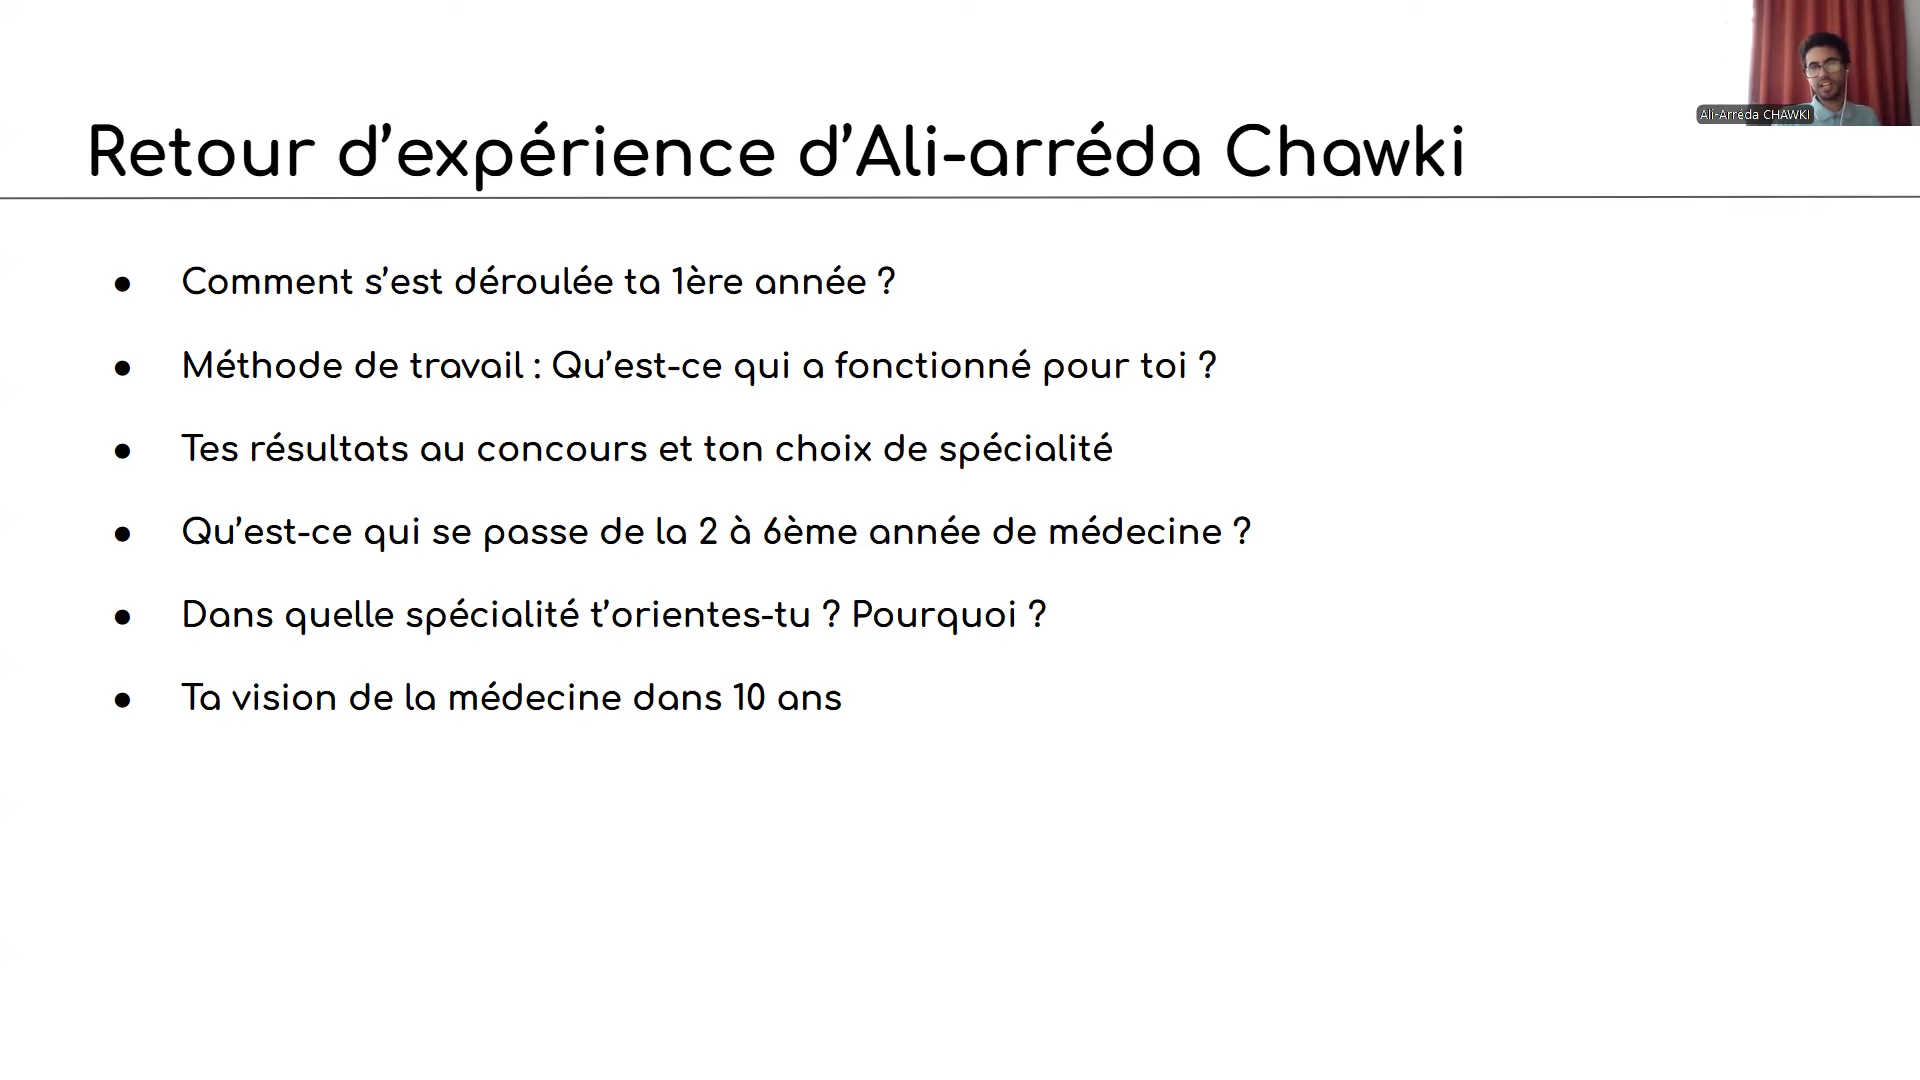 Ali-Arréda CHAWKI
Retour d’expérience d’Ali-arréda Chawki
● Comment s’est déroulée ta 1ère année ?
● Méthode de travail : Qu’est-ce qui a fonctionné pour toi ?
● Tes résultats au concours et ton choix de spécialité
● Qu’est-ce qui se passe de la 2 à 6ème année de médecine ?
● Dans quelle spécialité t’orientes-tu ? Pourquoi ?
● Ta vision de la médecine dans 10 ans